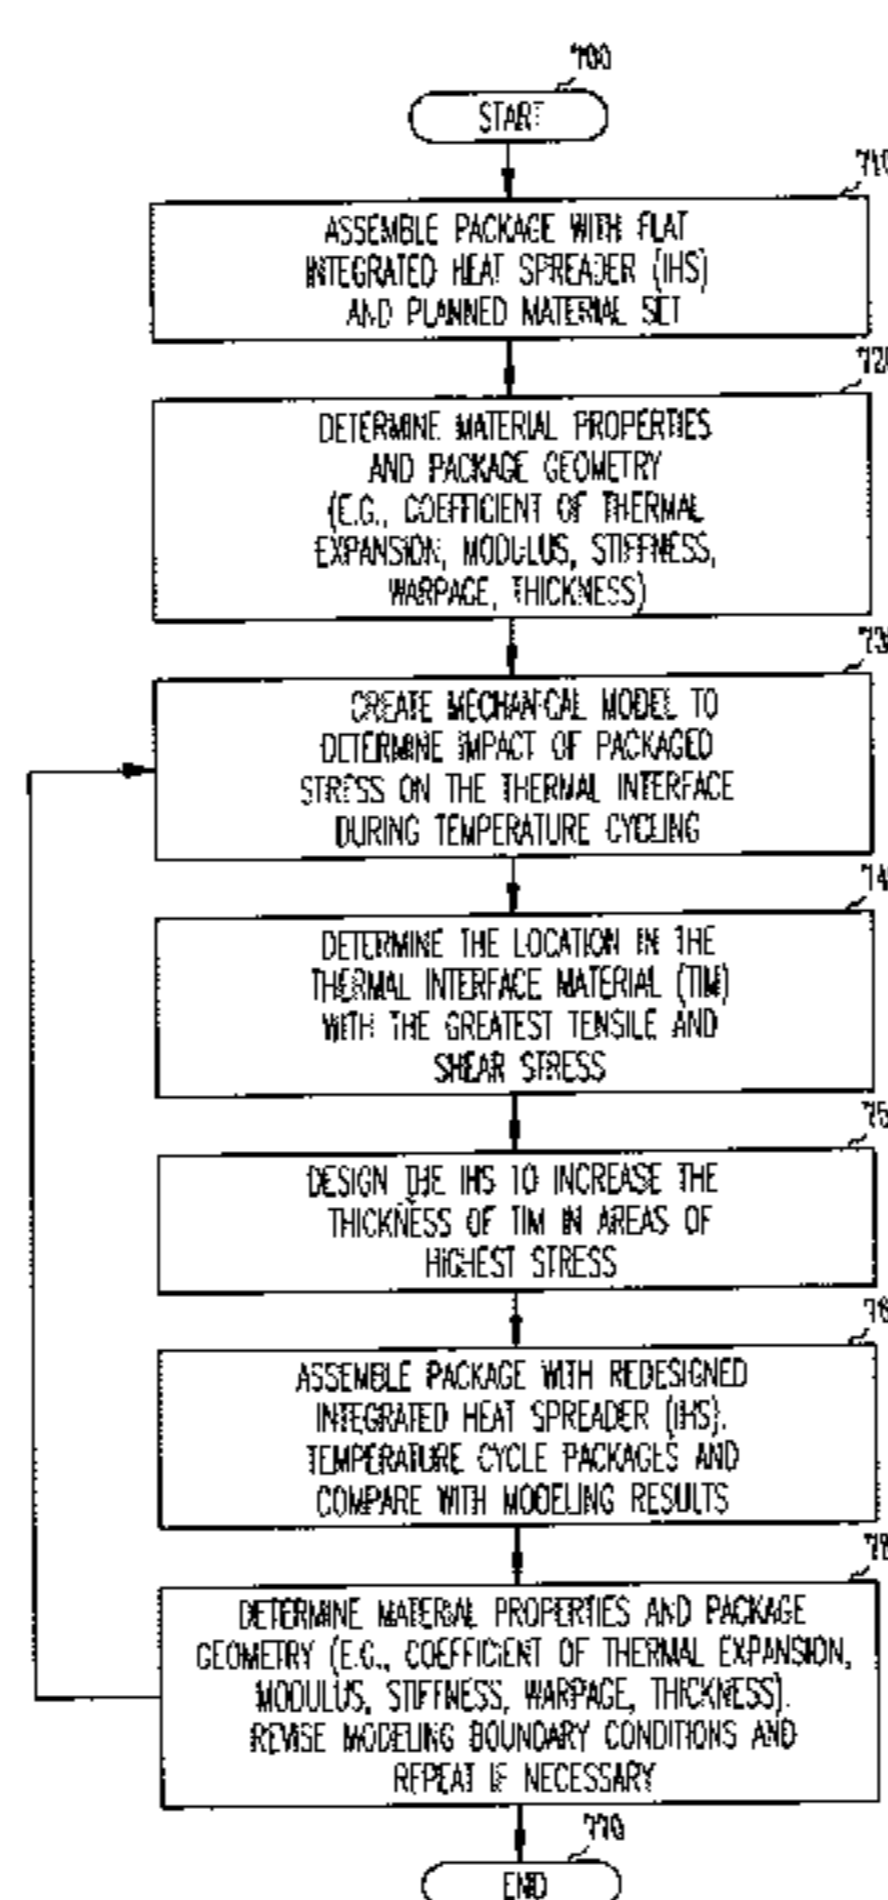 700
START
710
ASSEMBLE PACKAGE WITH FLAT
INTEGRATED HEAT SPREADER (IHS)
AND PLANNED MATERIAL SET
DETERMINE MATERIAL PROPERTIES
AND PACKAGE GEOMETRY
(E.G., COEFFICIENT OF THERMAL
EXPANSION, MODULUS, STIFFNESS,
WARPAGE, THICKNESS)
CREATE MECHANICAL MODEL TO
DETERMINE IMPACT OF PACKAGED
STRESS ON THE THERMAL INTERFACE
DURING TEMPERATURE CYCLING
DETERMINE THE LOCATION IN THE
THERMAL INTERFACE MATERIAL (TIM)
WITH THE GREATEST TENSILE AND
SHEAR STRESS
DESIGN THE IHS TO INCREASE THE
THICKNESS OF TIM IN AREAS OF
HIGHEST STRESS
ASSEMBLE PACKAGE WITH REDESIGNED
INTEGRATED HEAT SPREADER (IHS).
TEMPERATURE CYCLE PACKAGES AND
COMPARE WITH MODELING RESULTS
DETERMINE MATERIAL PROPERTIES AND PACKAGE
GEOMETRY (E.G., COEFFICIENT OF THERMAL EXPANSION,
MODULUS, STIFFNESS, WARPAGE, THICKNESS).
REVISE MODELING BOUNDARY CONDITIONS AND
REPEAT IF NECESSARY
770
END